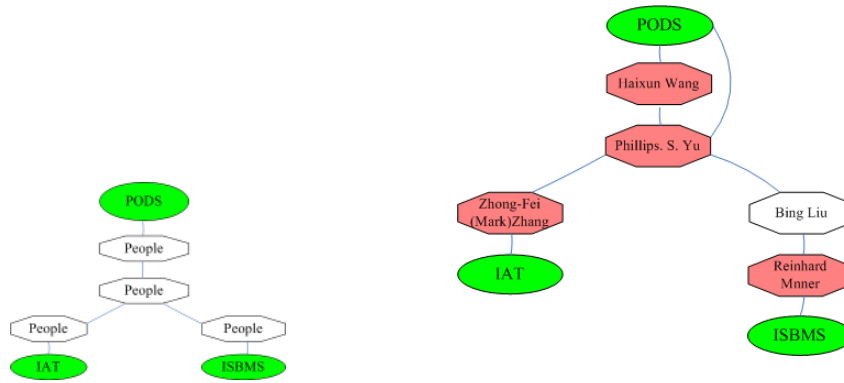 PODS
People
People
People
People
IAT
ISBMS
PODS
Haixun Wang
Phillips. S. Yu
Zhong-Fei
(Mark)Zhang
IAT
Bing Liu
Reinhard
Mnner
ISBMS